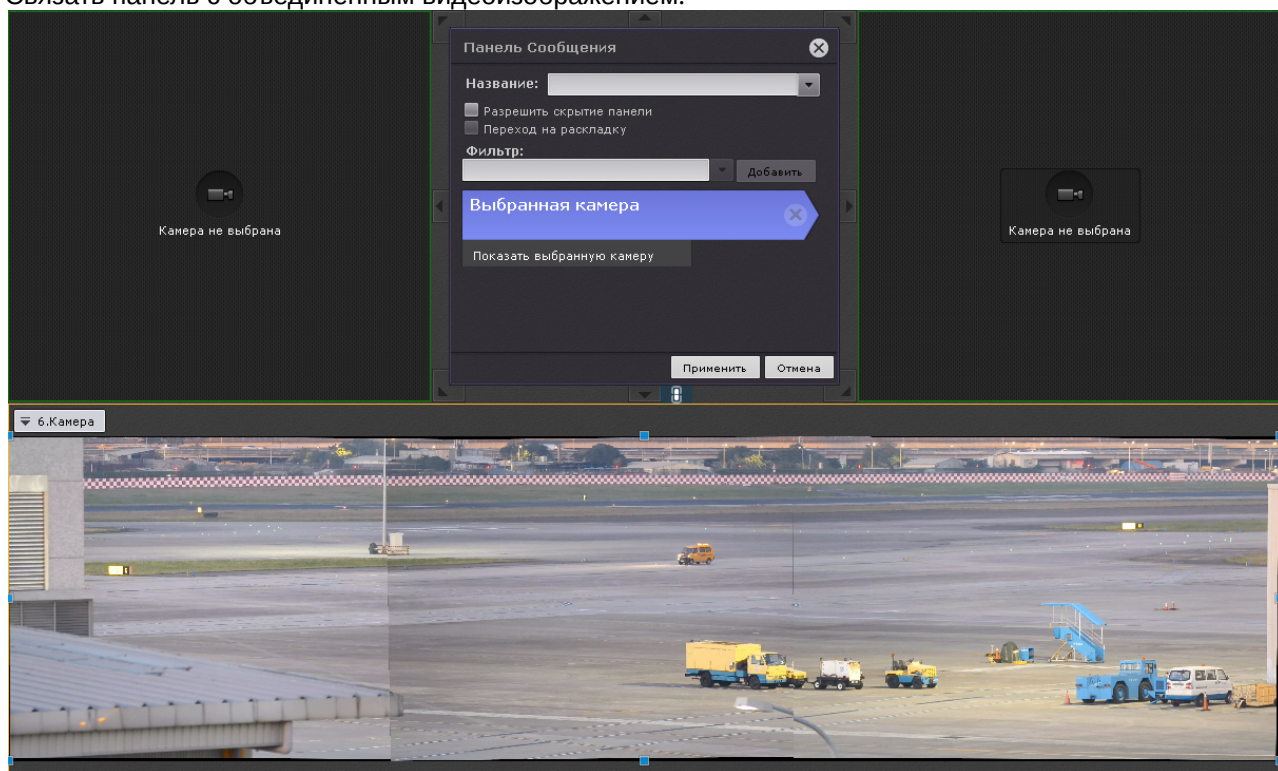 Связать панель с объединенным видеоизображением.
Панель Сообщения
Название:
Разрешить скрытие панели
Переход на раскладку
Фильтр:
Добавить
Выбранная камера
Показать выбранную камеру
Камера не выбрана
Камера не выбрана
Применить
Отмена
6.Камера